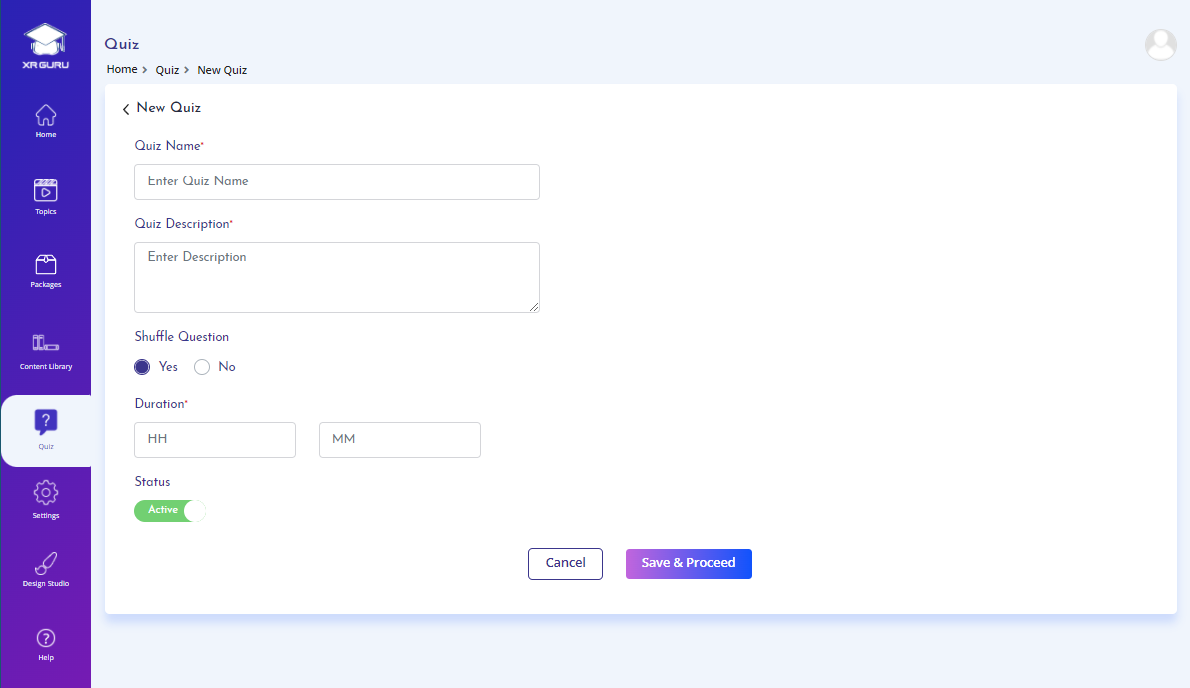 XR GURU
Home
Topics
Packages
Content Library
?
Quiz
Settings
Design Studio
?
Help
Quiz
Home > Quiz > New Quiz
New Quiz
Quiz Name*
Enter Quiz Name
Quiz Description*
Enter Description
Shuffle Question
Yes No
Duration*
HH MM
Status
Active
Cancel Save & Proceed